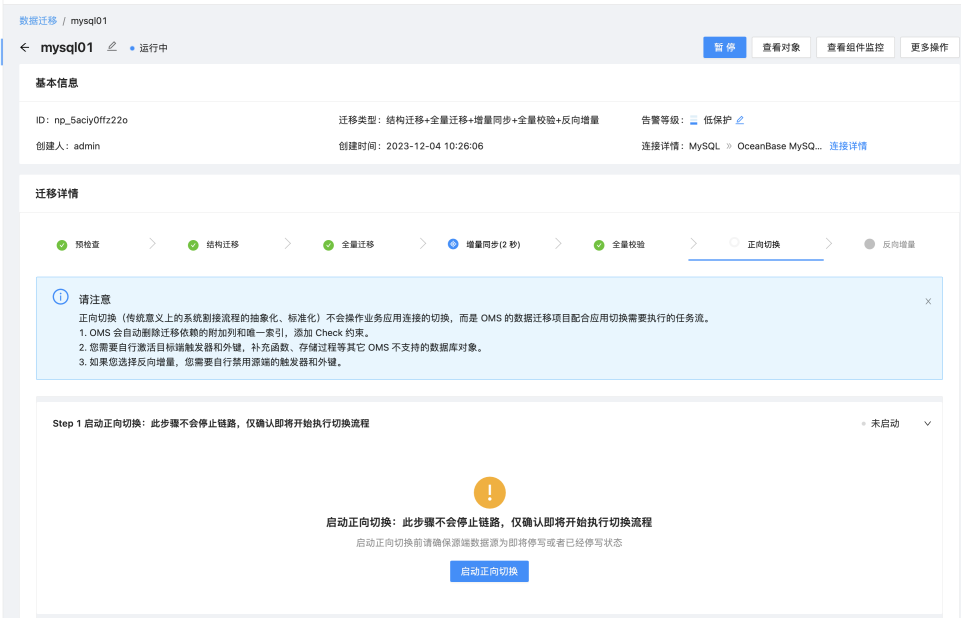 数据迁移 / mysql01
← mysql01 运行中 暂 停 查看对象 查看组件监控 更多操作
基本信息
ID：np_5aciy0ffz22o 迁移类型：结构迁移+全量迁移+增量同步+全量校验+反向增量 告警等级：低保护
创建人：admin 创建时间：2023-12-04 10:26:06 连接详情：MySQL » OceanBase MySQ... 连接详情
迁移详情
预检查 结构迁移 全量迁移 增量同步(2 秒) 全量校验 正向切换 反向增量
请注意
正向切换（传统意义上的系统割接流程的抽象化、标准化）不会操作业务应用连接的切换，而是 OMS 的数据迁移项目配合应用切换需要执行的任务流。
1. OMS 会自动删除迁移依赖的附加列和唯一索引，添加 Check 约束。
2. 您需要自行激活目标端触发器和外键，补充函数、存储过程等其它 OMS 不支持的数据库对象。
3. 如果您选择反向增量，您需要自行禁用源端的触发器和外键。
Step 1 启动正向切换：此步骤不会停止链路，仅确认即将开始执行切换流程 未启动
启动正向切换：此步骤不会停止链路，仅确认即将开始执行切换流程
启动正向切换前请确保源端数据源为即将停写或者已经停写状态
启动正向切换